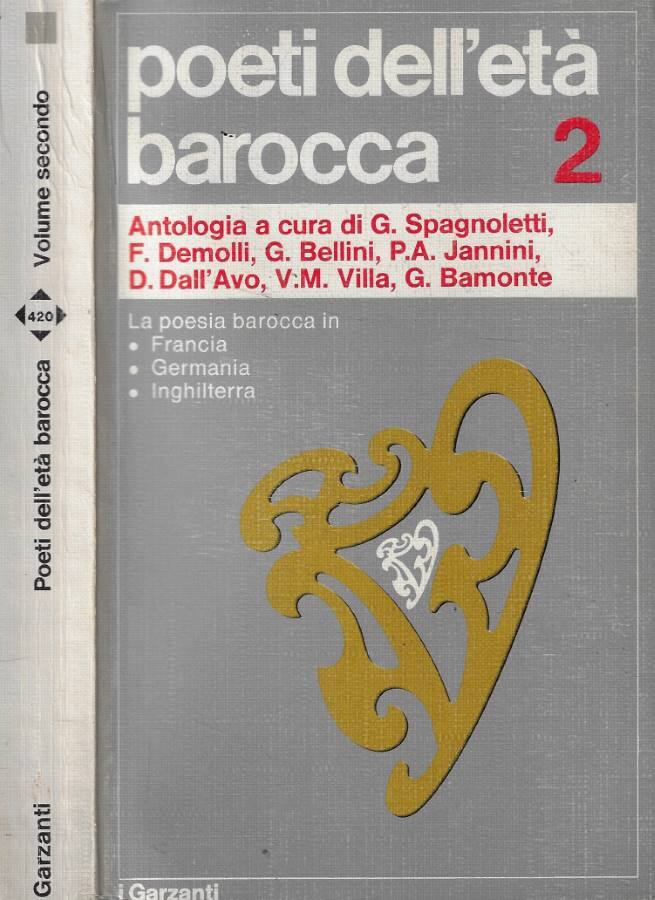 poeti dell'età
barocca 2
Antologia a cura di G. Spagnoletti,
F. Demolli, G. Bellini, P.A. Jannini,
D. Dall'Avo, V.M. Villa, G. Bamonte
La poesia barocca in
• Francia
• Germania
• Inghilterra
i Garzanti
Volume secondo
420
Poeti dell'età barocca
Garzanti